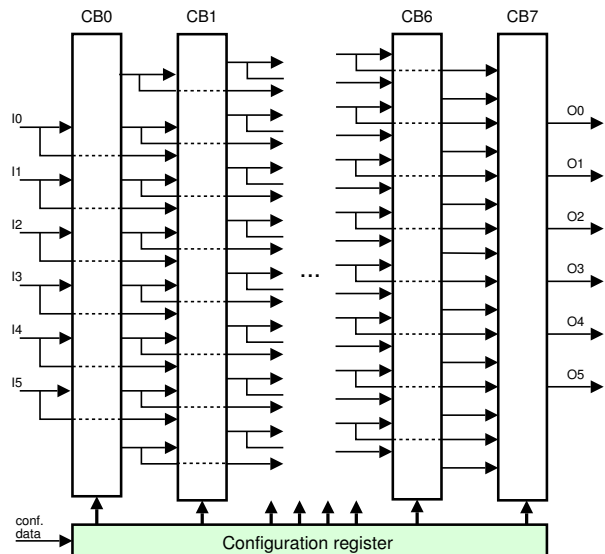 CB0 CB1 CB6 CB7
I0
O0
I1
O1
I2
O2
I3
O3
...
I4
O4
I5
O5
conf.
data
Configuration register